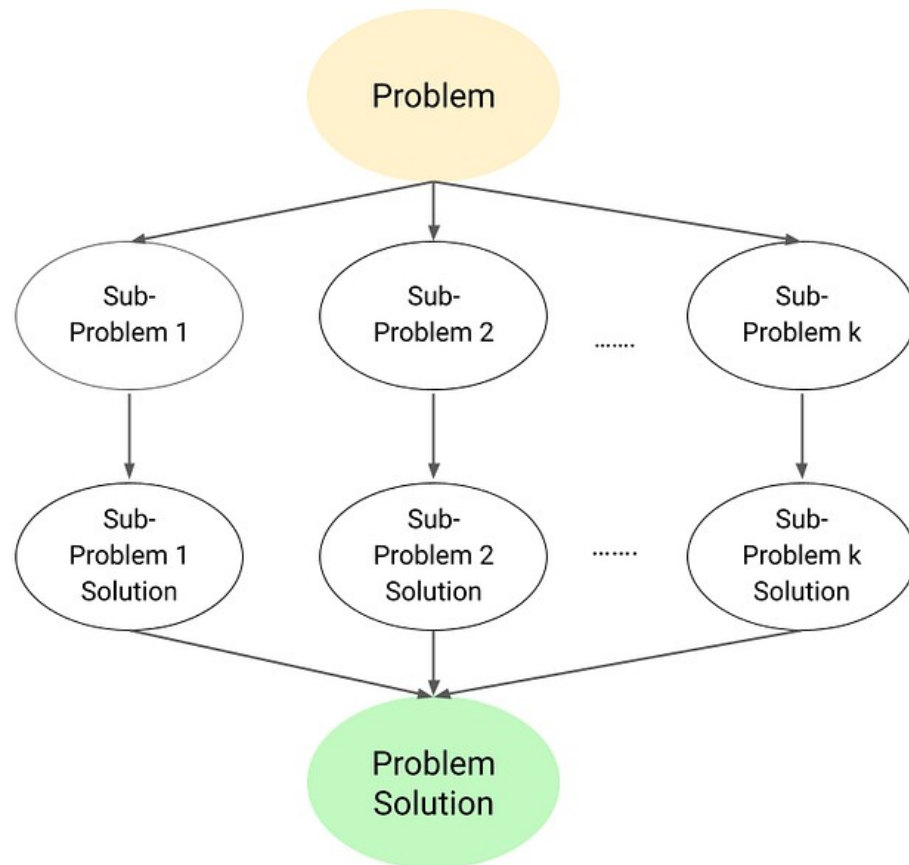 Problem
Sub-
Problem 1
Sub-
Problem 2
.......
Sub-
Problem k
Sub-
Problem 1
Solution
Sub-
Problem 2
Solution
.......
Sub-
Problem k
Solution
Problem
Solution